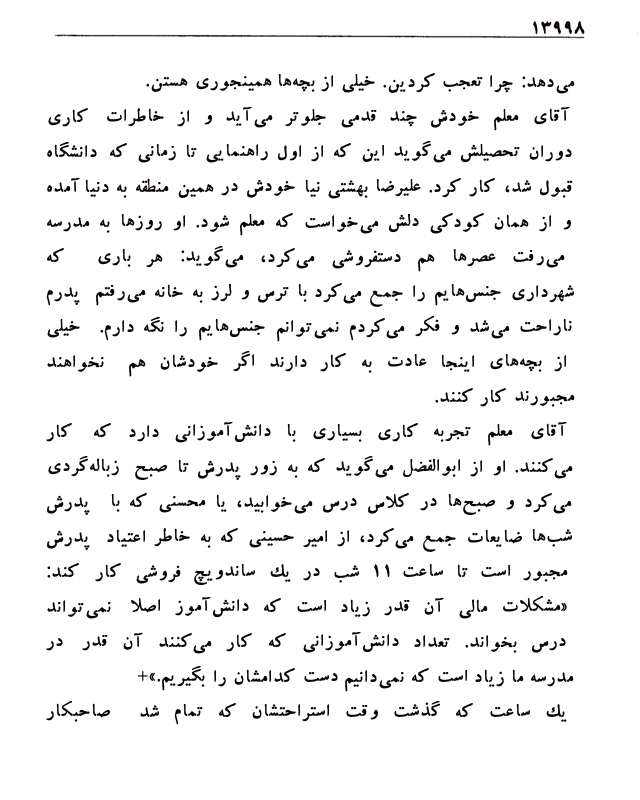 ۱۳۹۹۸
می‌دهد: چرا تعجب کردین. خیلی از بچه‌ها همینجوری هستن.
آقای معلم خودش چند قدمی جلوتر می‌آید و از خاطرات کاری
دوران تحصیلش می‌گوید این که از اول راهنمایی تا زمانی که دانشگاه
قبول شد، کار کرد. علیرضا بهشتی نیا خودش در همین منطقه به دنیا آمده
و از همان کودکی دلش می‌خواست که معلم شود. او روزها به مدرسه
می‌رفت عصرها هم دستفروشی می‌کرد، می‌گوید: هر باری که
شهرداری جنس‌هایم را جمع می‌کرد با ترس و لرز به خانه می‌رفتم پدرم
ناراحت می‌شد و فکر می‌کردم نمی‌توانم جنس‌هایم را نگه دارم. خیلی
از بچه‌های اینجا عادت به کار دارند اگر خودشان هم نخواهند
مجبورند کار کنند.
آقای معلم تجربه کاری بسیاری با دانش‌آموزانی دارد که کار
می‌کنند. او از ابوالفضل می‌گوید که به زور پدرش تا صبح زباله‌گردی
می‌کرد و صبح‌ها در کلاس درس می‌خوابید، یا محسنی که با پدرش
شب‌ها ضایعات جمع می‌کرد، از امیر حسینی که به خاطر اعتیاد پدرش
مجبور است تا ساعت ۱۱ شب در یك ساندویچ فروشی کار کند:
«مشکلات مالی آن قدر زیاد است که دانش‌آموز اصلا نمی‌تواند
درس بخواند. تعداد دانش‌آموزانی که کار می‌کنند آن قدر در
مدرسه ما زیاد است که نمی‌دانیم دست کدامشان را بگیریم.»+
یك ساعت که گذشت وقت استراحتشان که تمام شد صاحبکار